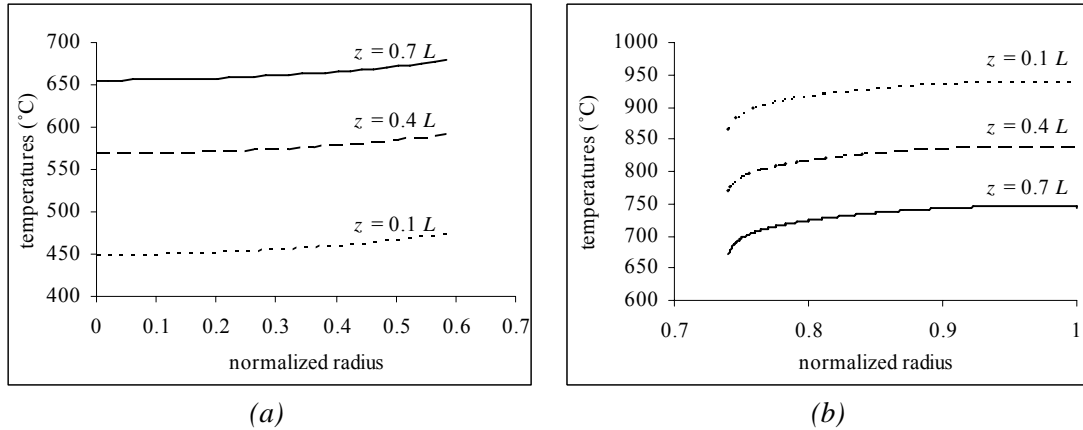 700
650
600
550
500
450
400
temperatures (˚C)
z = 0.7 L
z = 0.4 L
z = 0.1 L
0 0.1 0.2 0.3 0.4 0.5 0.6 0.7
normalized radius
(a)
1000
950
900
850
800
750
700
650
600
temperatures (˚C)
z = 0.1 L
z = 0.4 L
z = 0.7 L
0.7 0.8 0.9 1
normalized radius
(b)